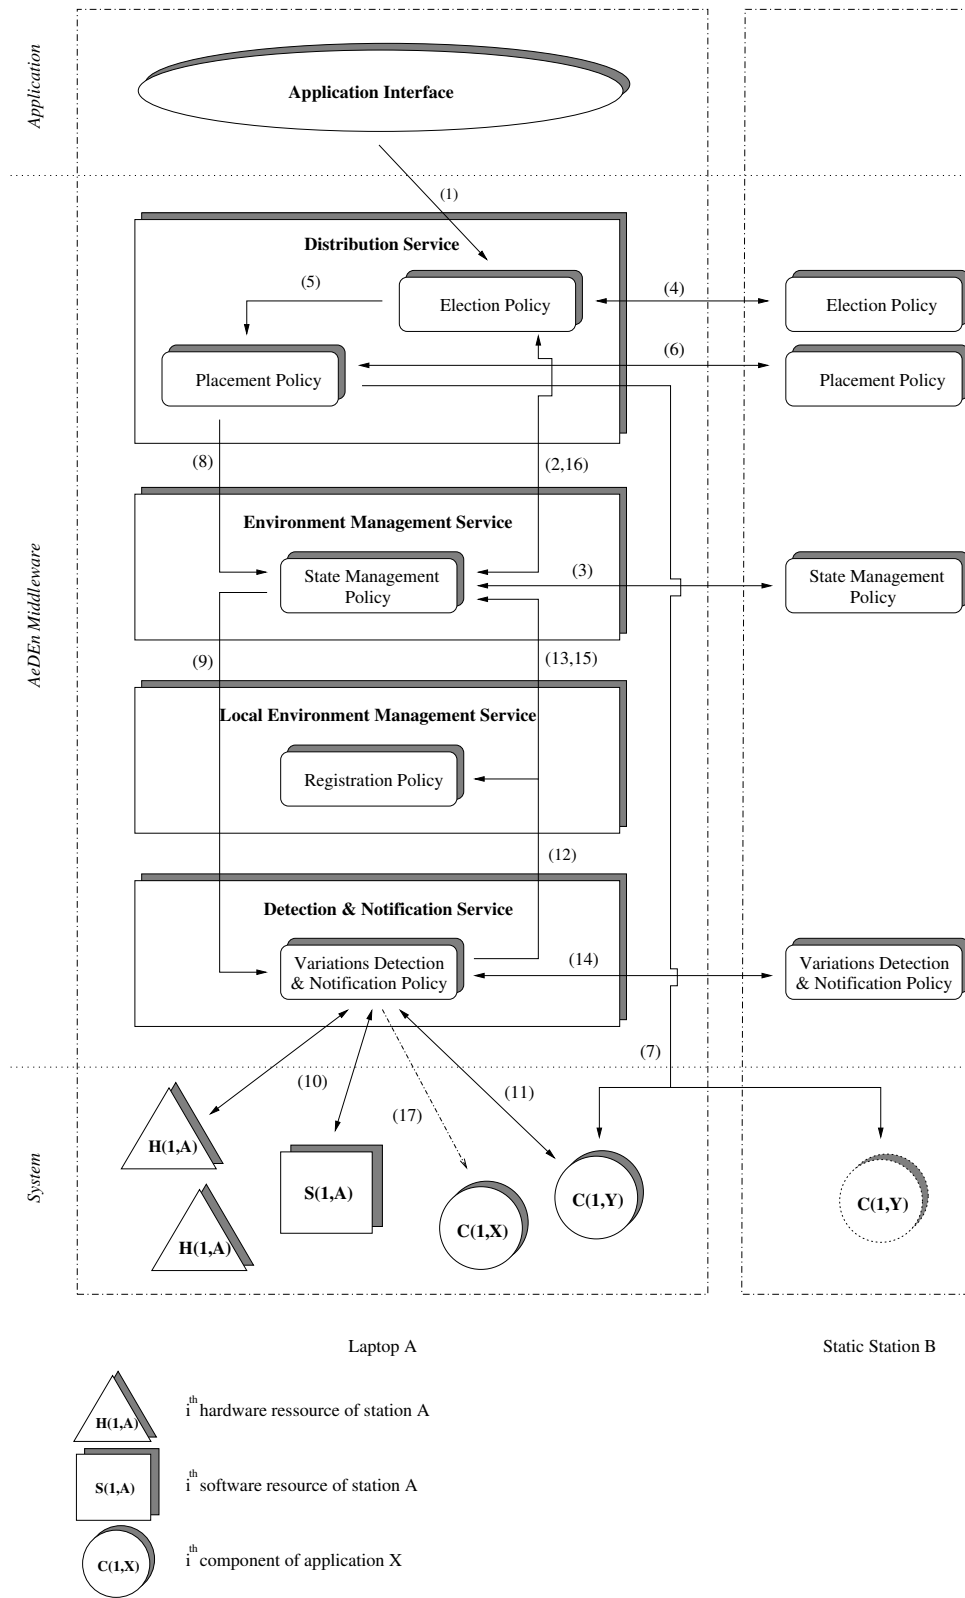 Application
Application Interface
(1)
Distribution Service
(5)
Election Policy
(4)
Election Policy
(6)
Placement Policy
Placement Policy
(8)
(2,16)
AeDEn Middleware
Environment Management Service
State Management
Policy
(3)
State Management
Policy
(9)
(13,15)
Local Environment Management Service
Registration Policy
(12)
Detection & Notification Service
Variations Detection
& Notification Policy
(14)
Variations Detection
& Notification Policy
(7)
System
(10)
(17)
(11)
H(1,A)
S(1,A)
C(1,X)
C(1,Y)
C(1,Y)
H(1,A)
Laptop A
Static Station B
H(1,A)
i th hardware ressource of station A
S(1,A)
i th software resource of station A
C(1,X)
i th component of application X